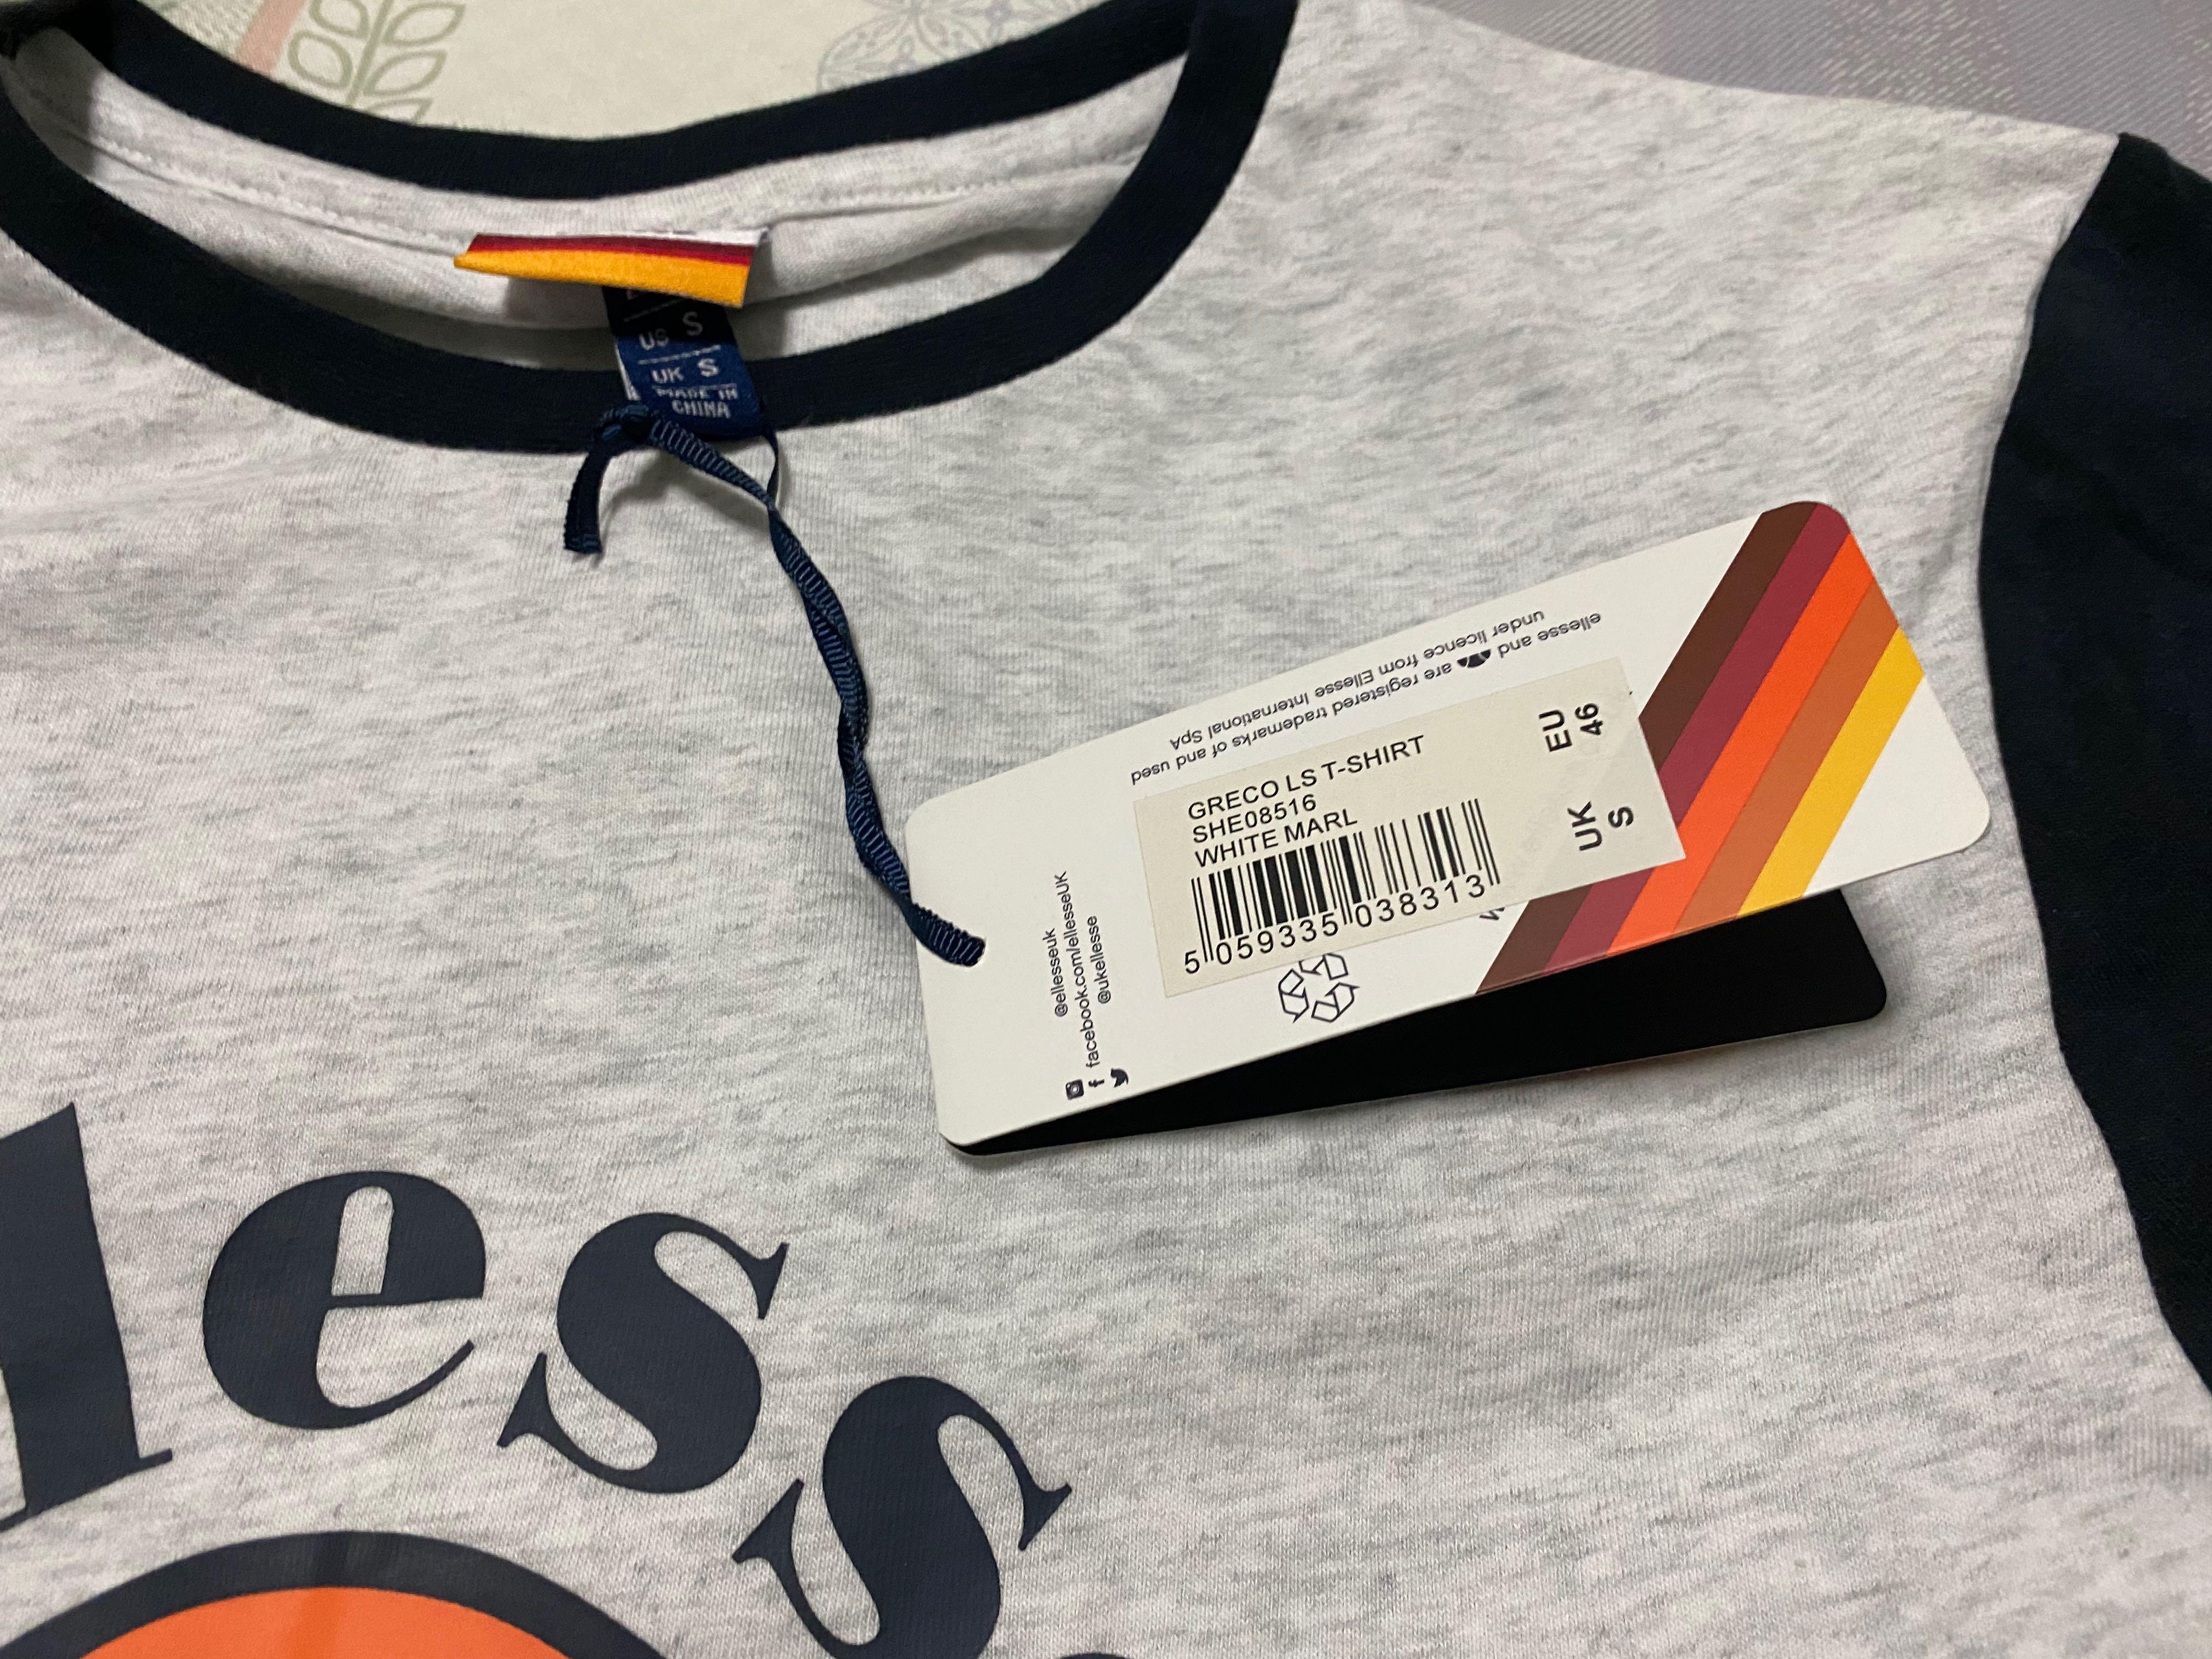 US S
UK S
MADE IN
CHINA
ellesse and are registered trademarks of and used
under licence from Ellesse International SpA
GRECO LS T-SHIRT
SHE08516
WHITE MARL
5 059335 038313
EU
46
UK
S
@ellesseuk
f facebook.com/ellesseUK
@ukellesse
less